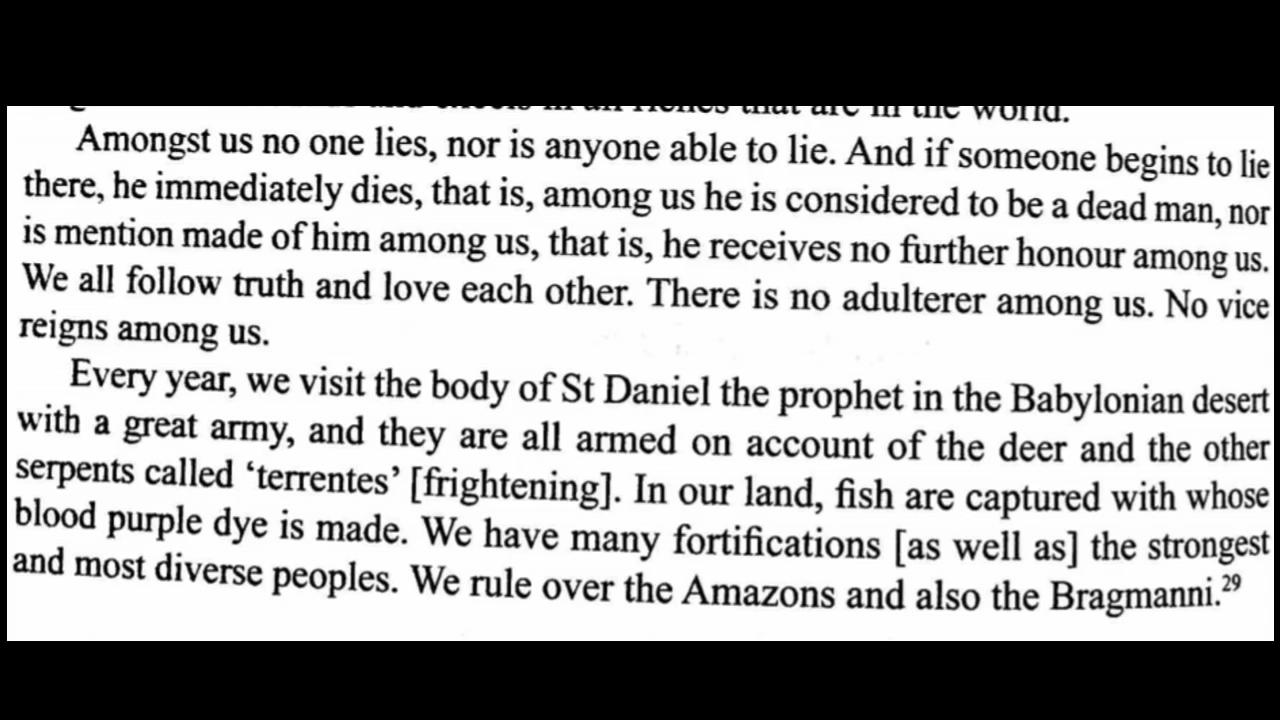 that are in the world.
Amongst us no one lies, nor is anyone able to lie. And if someone begins to lie
there, he immediately dies, that is, among us he is considered to be a dead man, nor
is mention made of him among us, that is, he receives no further honour among us.
We all follow truth and love each other. There is no adulterer among us. No vice
reigns among us.
Every year, we visit the body of St Daniel the prophet in the Babylonian desert
with a great army, and they are all armed on account of the deer and the other
serpents called ‘terrentes’ [frightening]. In our land, fish are captured with whose
blood purple dye is made. We have many fortifications [as well as] the strongest
and most diverse peoples. We rule over the Amazons and also the Bragmanni.²⁹